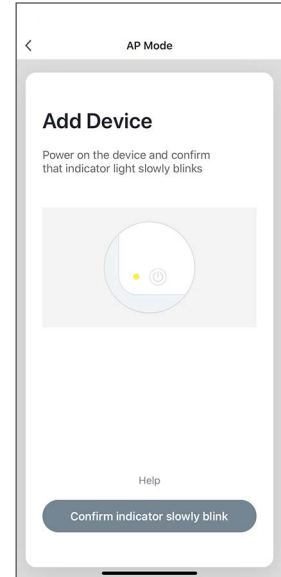 AP Mode
Add Device
Power on the device and confirm
that indicator light slowly blinks
Help
Confirm indicator slowly blink